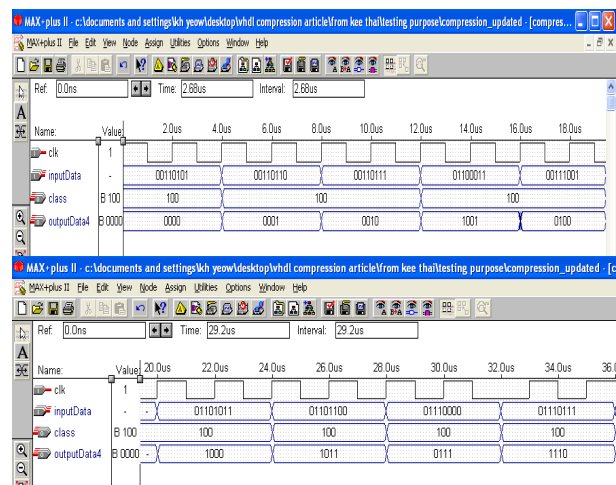 MAX+plus II - c:\documents and settings\kh yeow\desktop\vhdl compression article\from kee thai\testing purpose\compression_updated - [compres...
MAX+plus II File Edit View Node Assign Utilities Options Window Help
Ref: 0.0ns Time: 2.68us Interval: 2.68us
Name: Value: 2.0us 4.0us 6.0us 8.0us 10.0us 12.0us 14.0us 16.0us 18.0us
clk 1
inputData - 00110101 00110110 00110111 01100011 00111001
class B 100 100 100 100
outputData4 B 0000 0000 0001 0010 1001 0100
MAX+plus II - c:\documents and settings\kh yeow\desktop\vhdl compression article\from kee thai\testing purpose\compression_updated - [c
MAX+plus II File Edit View Node Assign Utilities Options Window Help
Ref: 0.0ns Time: 29.2us Interval: 29.2us
Name: Value: 20.0us 22.0us 24.0us 26.0us 28.0us 30.0us 32.0us 34.0us 36.0
clk 1
inputData - - 01101011 01101100 01110000 01110111
class B 100 100 100 100 100
outputData4 B 0000 - 1000 1011 0111 1110